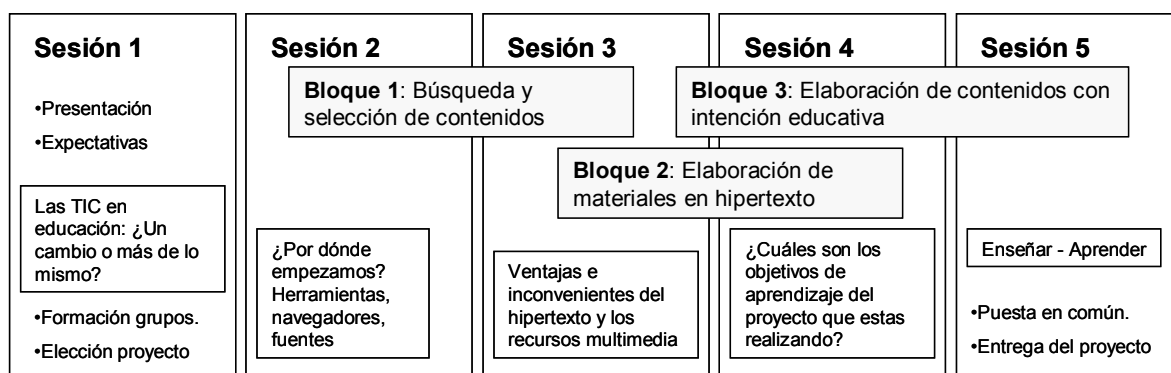 Sesión 1
•Presentación
•Expectativas
Las TIC en
educación: ¿Un
cambio o más de lo
mismo?
•Formación grupos.
•Elección proyecto
Sesión 2
Bloque 1: Búsqueda y
selección de contenidos
¿Por dónde
empezamos?
Herramientas,
navegadores,
fuentes
Sesión 3
Bloque 2: Elaboración de
materiales en hipertexto
Ventajas e
inconvenientes del
hipertexto y los
recursos multimedia
Sesión 4
Bloque 3: Elaboración de contenidos con
intención educativa
¿Cuáles son los
objetivos de
aprendizaje del
proyecto que estas
realizando?
Sesión 5
Enseñar - Aprender
•Puesta en común.
•Entrega del proyecto